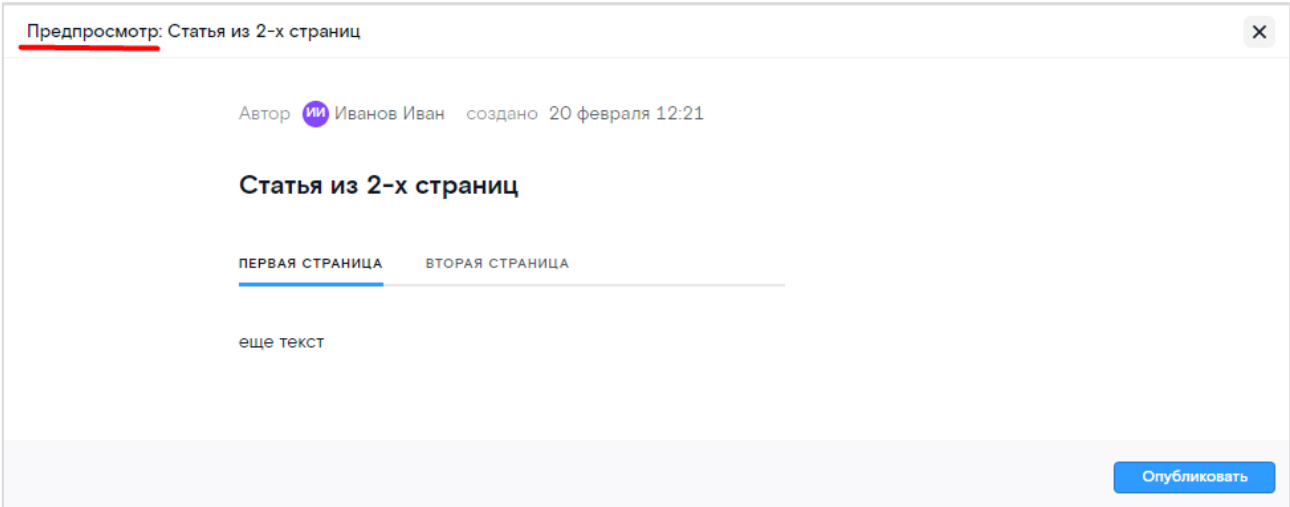 Предпросмотр: Статья из 2-х страниц
Автор ИИ Иванов Иван создано 20 февраля 12:21
Статья из 2-х страниц
ПЕРВАЯ СТРАНИЦА ВТОРАЯ СТРАНИЦА
еще текст
Опубликовать